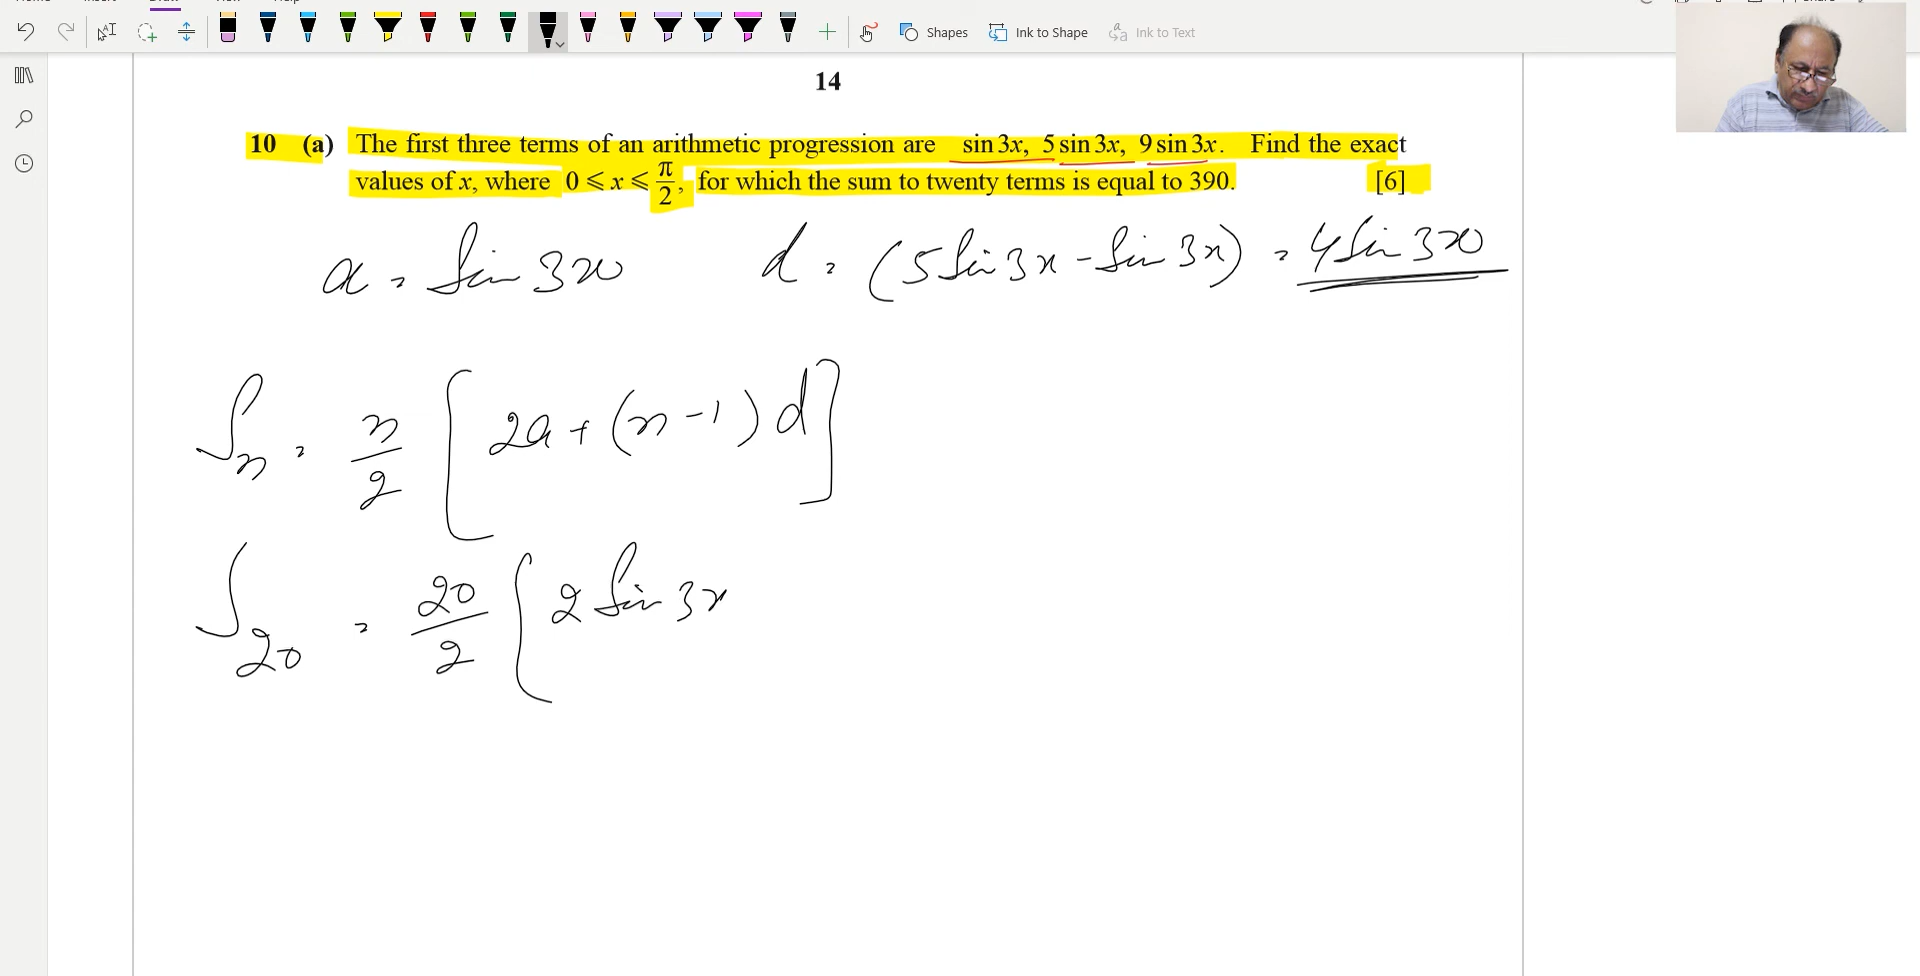 Shapes Ink to Shape Ink to Text
14
10 (a) The first three terms of an arithmetic progression are sin 3x, 5 sin 3x, 9 sin 3x. Find the exact
values of x, where 0 ⩽ x ⩽ π/2, for which the sum to twenty terms is equal to 390. [6]
a = Sin 3x d = (5 Sin 3x - Sin 3x) = 4 Sin 3x
Sn = n/2 [2a + (n-1) d]
S20 = 20/2 [2 Sin 3x